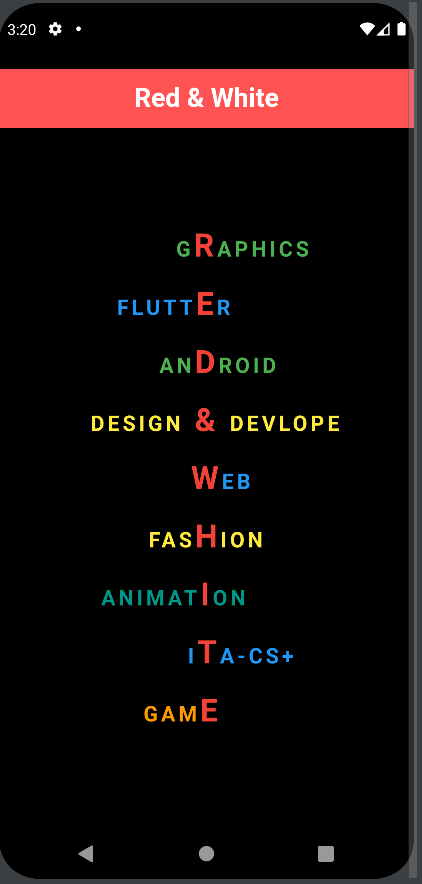 3:20
Red & White
GRAPHICS
FLUTTER
ANDROID
DESIGN & DEVLOPE
WEB
FASHION
ANIMATION
ITA-CS+
GAME